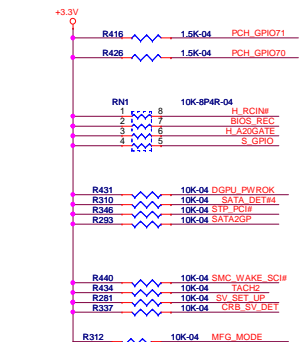 +3.3V
R416 1.5K-04 PCH_GPIO71
R426 1.5K-04 PCH_GPIO70
RN1 10K-8P4R-04
1 8 H_RCIN#
2 7 BIOS_REC
3 6 H_A20GATE
4 5 S_GPIO
R431 10K-04 DGPU_PWROK
R310 10K-04 SATA_DET#4
R346 10K-04 STP_PCI#
R293 10K-04 SATA2GP
R440 10K-04 SMC_WAKE_SCI#
R434 10K-04 TACH2
R281 10K-04 SV_SET_UP
R337 10K-04 CRB_SV_DET
R312 10K-04 MFG_MODE